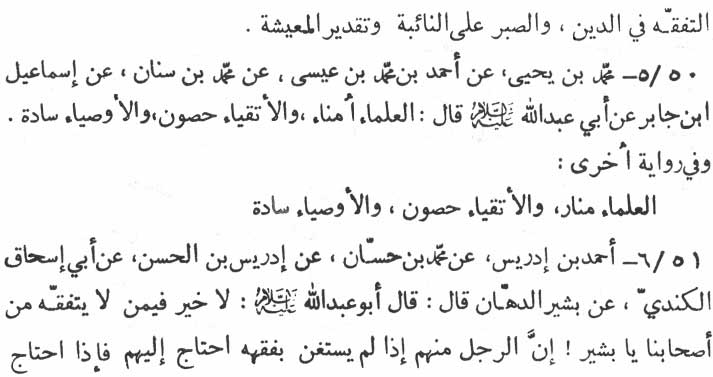 التفقّه في الدين ، والصبر على النائبة وتقدير المعيشة .
٥٠ /٥ـ محمّد بن يحيى، عن أحمد بن محمّد بن عيسى ، عن محمّد بن سنان ، عن إسماعيل
ابن جابر عن أبي عبدالله عليه السلام قال : العلماء اُمناء ، والأتقياء حصون ، والأوصياء سادة .
وفي رواية اُخرى :
العلماء منار، والأتقياء حصون ، والأوصياء سادة
٥١ /٦ـ أحمد بن إدريس، عن محمّد بن حسّان ، عن إدريس بن الحسن، عن أبي إسحاق
الكنديّ ، عن بشير الدهّان قال : قال أبو عبدالله عليه السلام : لا خير فيمن لا يتفقّه من
أصحابنا يا بشير ! إنَّ الرجل منهم إذا لم يستغن بفقهه احتاج إليهم فإذا احتاج